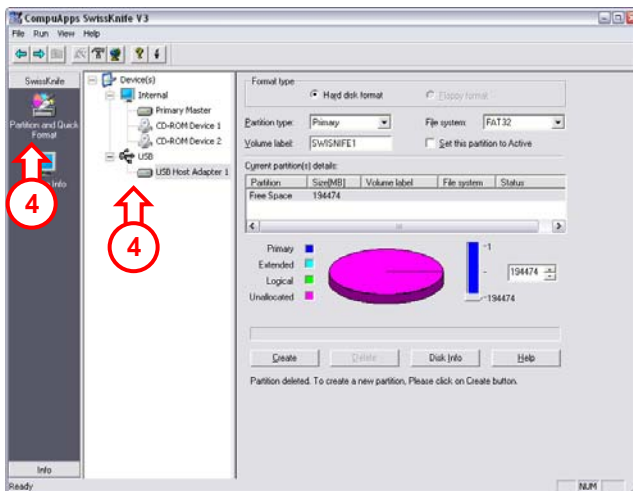 CompuApps SwissKnife V3
File Run View Help
SwissKnife
Partition and Quick Format
Info
4
Device(s)
Internal
Primary Master
CD-ROM Device 1
CD-ROM Device 2
USB
USB Host Adapter 1
4
Format type
Hard disk format
Floppy format
Partition type: Primary File system: FAT32
Volume label: SWISNIFE1 Set this partition to Active
Current partition(s) details:
Partition Size[MB] Volume label File system Status
Free Space 194474
Primary
Extended
Logical
Unallocated
-1
-
-194474
194474
Create Delete Disk Info Help
Partition deleted. To create a new partition, Please click on Create button.
Info
Ready NUM